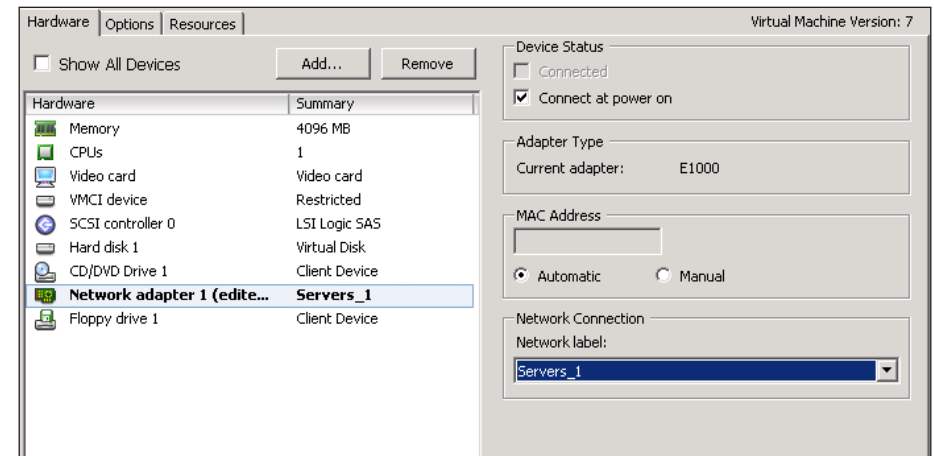 Hardware Options Resources Virtual Machine Version: 7
Show All Devices Add... Remove
Hardware Summary
Memory 4096 MB
CPUs 1
Video card Video card
VMCI device Restricted
SCSI controller 0 LSI Logic SAS
Hard disk 1 Virtual Disk
CD/DVD Drive 1 Client Device
Network adapter 1 (edite... Servers_1
Floppy drive 1 Client Device
Device Status
Connected
Connect at power on
Adapter Type
Current adapter: E1000
MAC Address
Automatic Manual
Network Connection
Network label:
Servers_1